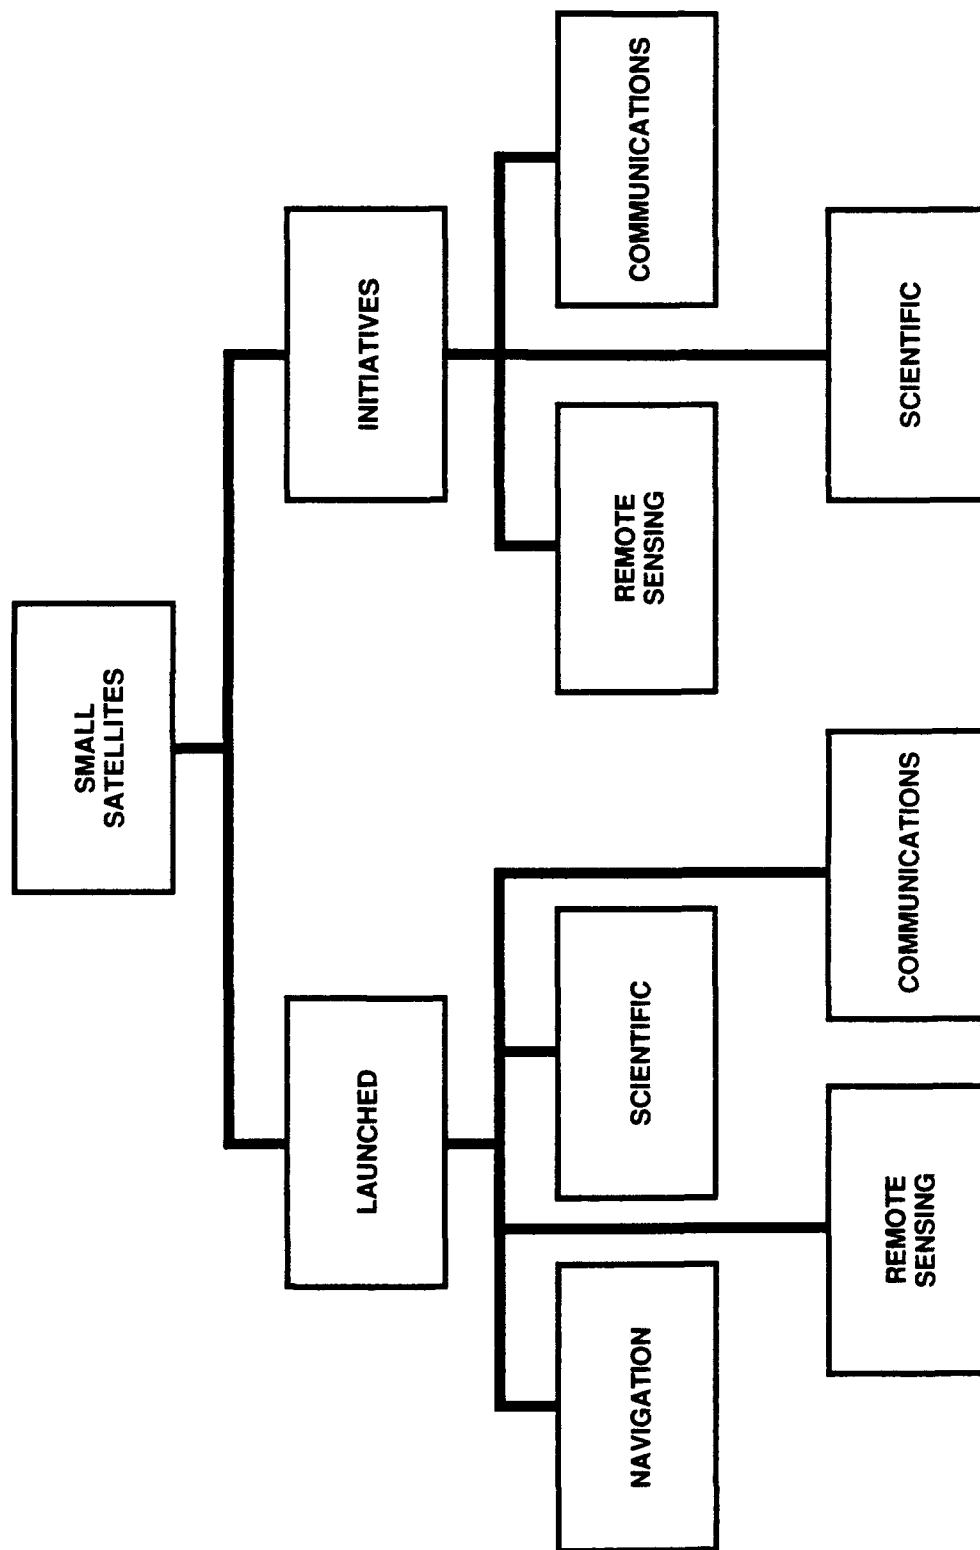 SMALL
SATELLITES
LAUNCHED
INITIATIVES
NAVIGATION
SCIENTIFIC
REMOTE
SENSING
COMMUNICATIONS
REMOTE
SENSING
COMMUNICATIONS
SCIENTIFIC